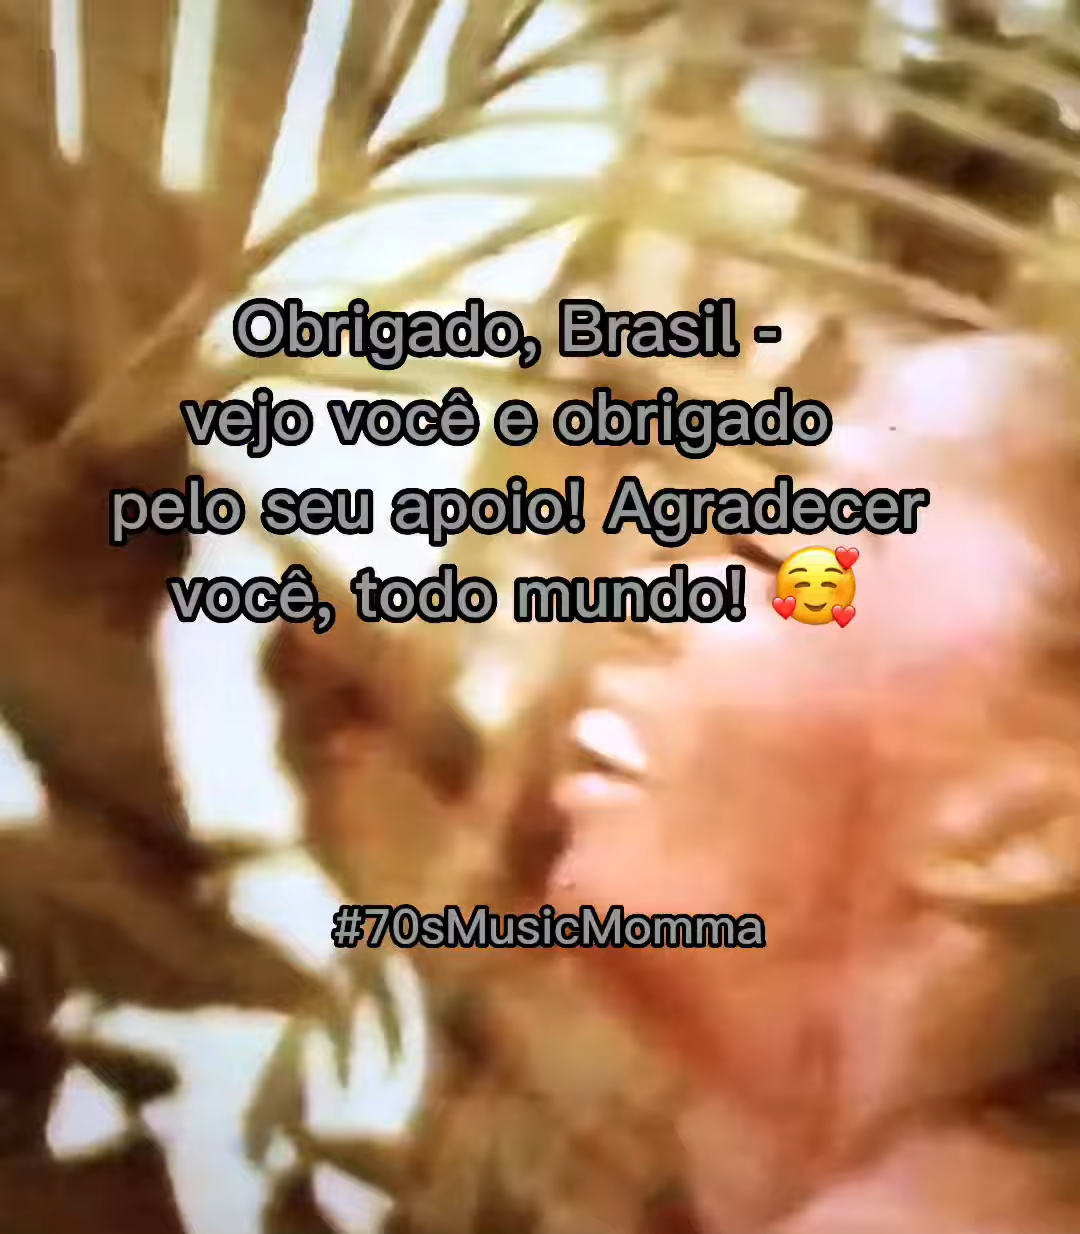 Obrigado, Brasil -
vejo você e obrigado
pelo seu apoio! Agradecer
você, todo mundo! 🥰
#70sMusicMomma